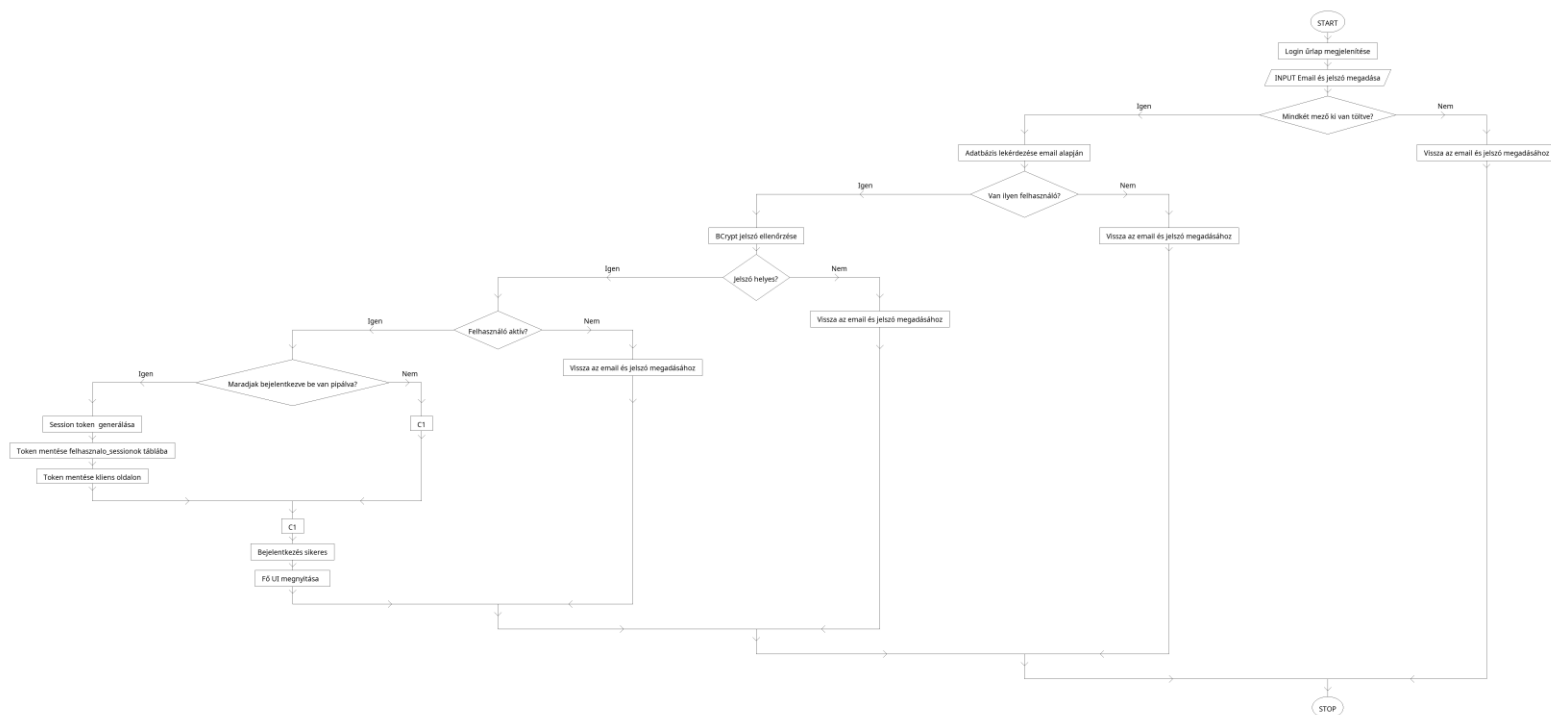 START
Login űrlap megjelenítése
INPUT Email és jelszó megadása
Igen
Nem
Mindkét mező ki van töltve?
Adatbázis lekérdezése email alapján
Vissza az email és jelszó megadásához
Igen
Nem
Van ilyen felhasználó?
BCrypt jelszó ellenőrzése
Vissza az email és jelszó megadásához
Igen
Nem
Jelszó helyes?
Vissza az email és jelszó megadásához
Igen
Nem
Felhasználó aktív?
Vissza az email és jelszó megadásához
Igen
Nem
Maradjak bejelentkezve be van pipálva?
Session token generálása
C1
Token mentése felhasznalo_sessionok táblába
Token mentése kliens oldalon
C1
Bejelentkezés sikeres
Fő UI megnyitása
STOP